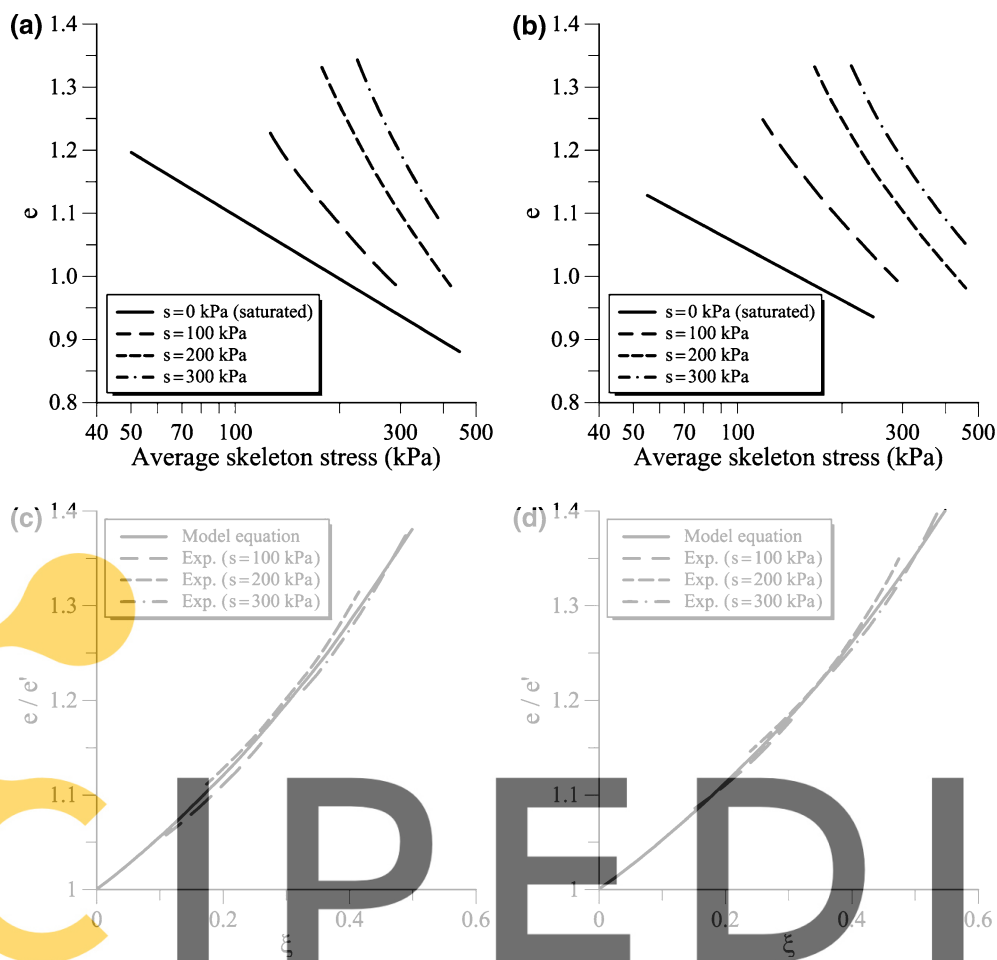 (a)
1.4
1.3
1.2
1.1
1.0
0.9
0.8
e
s=0 kPa (saturated)
s=100 kPa
s=200 kPa
s=300 kPa
40 50 70 100 300 500
Average skeleton stress (kPa)
(b)
1.4
1.3
1.2
1.1
1.0
0.9
0.8
e
s=0 kPa (saturated)
s=100 kPa
s=200 kPa
s=300 kPa
40 50 70 100 300 500
Average skeleton stress (kPa)
(c)
1.4
1.3
1.2
1.1
1
e / e'
Model equation
Exp. (s=100 kPa)
Exp. (s=200 kPa)
Exp. (s=300 kPa)
0 0.2 0.4 0.6
ξ
(d)
1.4
1.3
1.2
1.1
1
e / e'
Model equation
Exp. (s=100 kPa)
Exp. (s=200 kPa)
Exp. (s=300 kPa)
0 0.2 0.4 0.6
ξ
CIPEDI